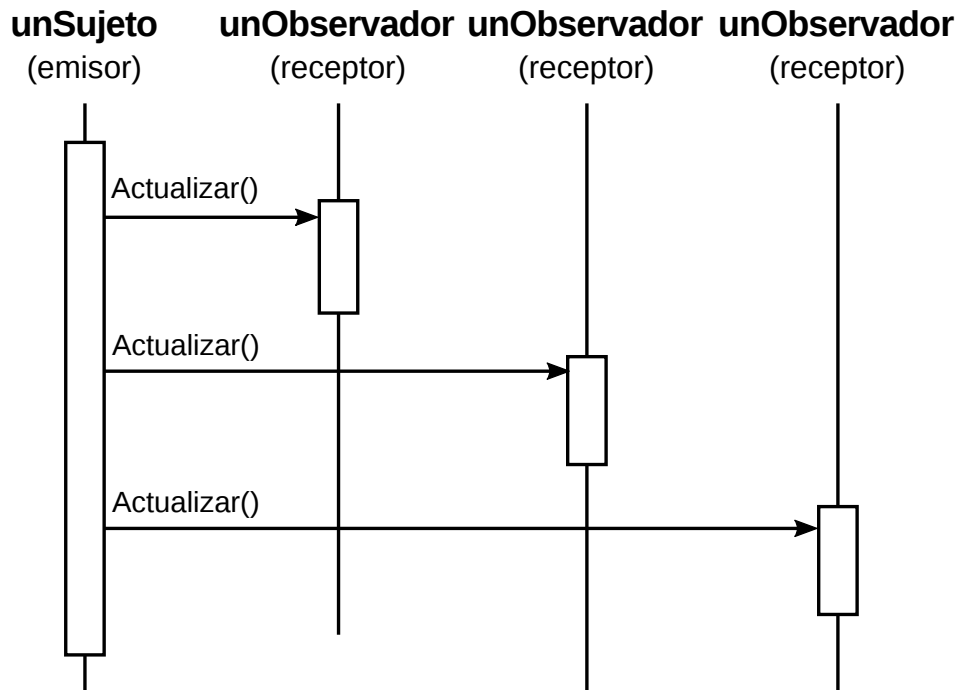 unSujeto unObservador unObservador unObservador
(emisor) (receptor) (receptor) (receptor)
Actualizar()
Actualizar()
Actualizar()